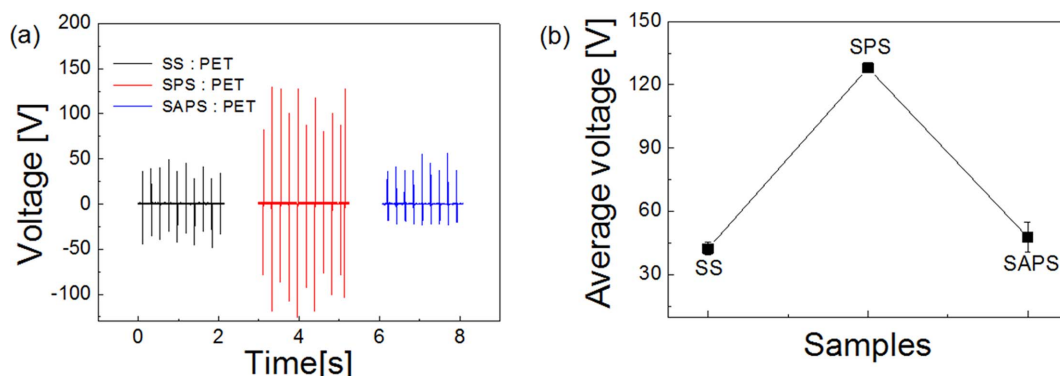 (a)
Voltage [V]
200
150
100
50
0
-50
-100
SS : PET
SPS : PET
SAPS : PET
0 2 4 6 8
Time[s]
(b)
Average voltage [V]
150
120
90
60
30
SPS
SS
SAPS
Samples